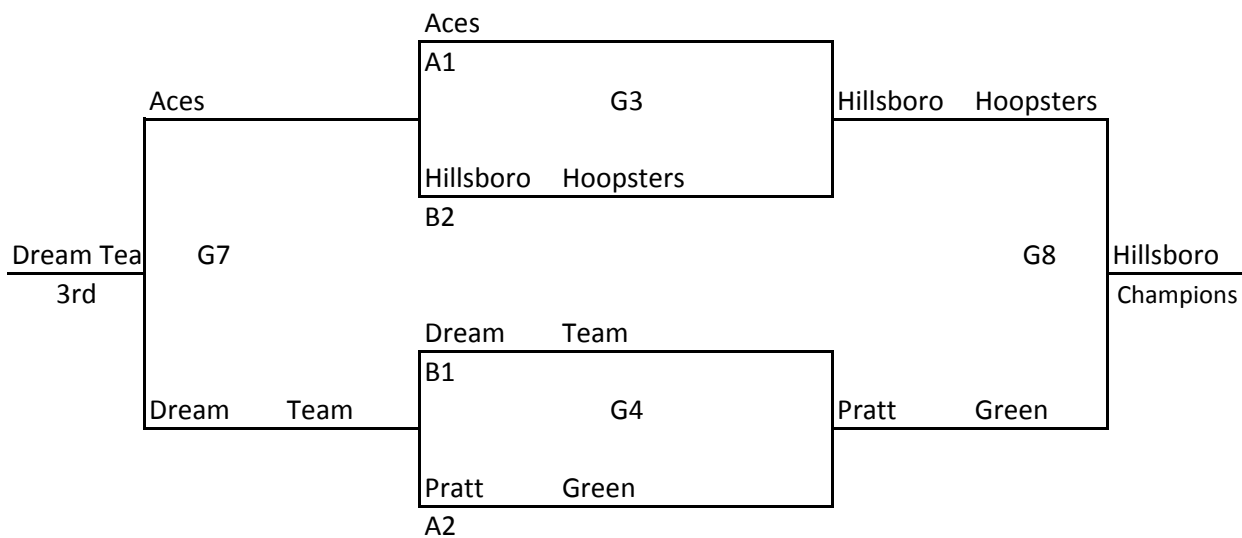 Aces
A1
Aces G3 Hillsboro Hoopsters
Hillsboro Hoopsters
B2
Dream Tea G7 G8 Hillsboro
3rd Champions
Dream Team
B1
Dream Team G4 Pratt Green
Pratt Green
A2